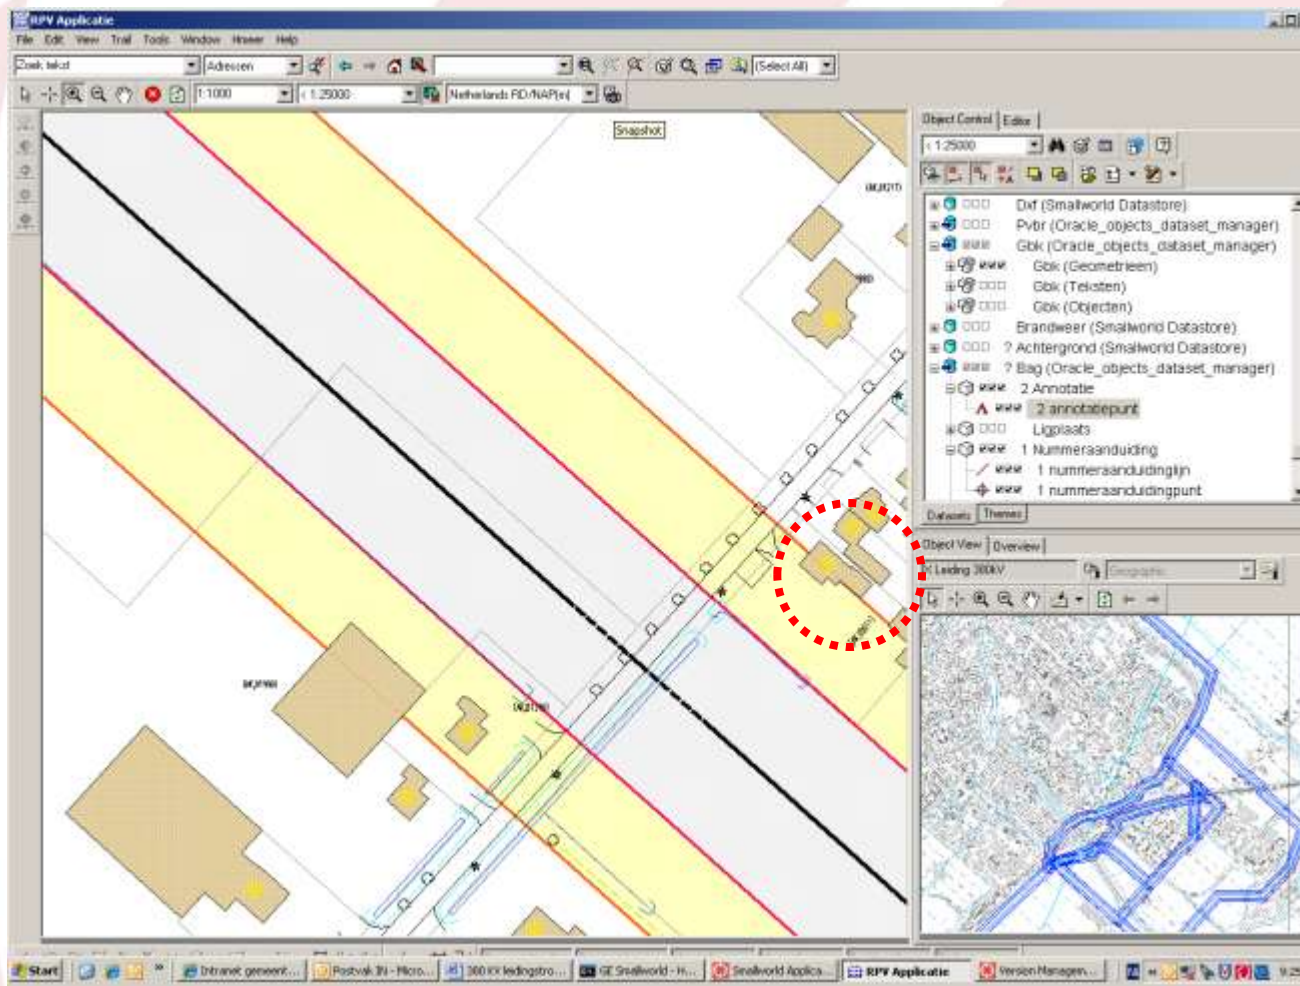 RPV Applicatie
File Edit View Trail Tools Window Help
Zoek tekst Adressen (Select All)
1:1000 < 1:25000 Netherlands RD/NAP(m)
Snapshot
Object Control Editor
< 1:25000
Dxf (Smallworld Datastore)
Pvbr (Oracle_objects_dataset_manager)
Gbk (Oracle_objects_dataset_manager)
Gbk (Geometrieen)
Gbk (Teksten)
Gbk (Objecten)
Brandweer (Smallworld Datastore)
? Achtergrond (Smallworld Datastore)
? Bag (Oracle_objects_dataset_manager)
2 Annotatie
2 annotatiepunt
Ligplaats
1 Nummeraanduiding
1 nummeraanduidinglijn
1 nummeraanduidingpunt
Datasets Themes
Object View Overview
Leiding 380kV Geographic
Start Intranet gemeent... Postvak IN - Micro... 380 KV leidingstro... GE Smallworld - H... Smallworld Applica... RPV Applicatie Version Managem... 9:25